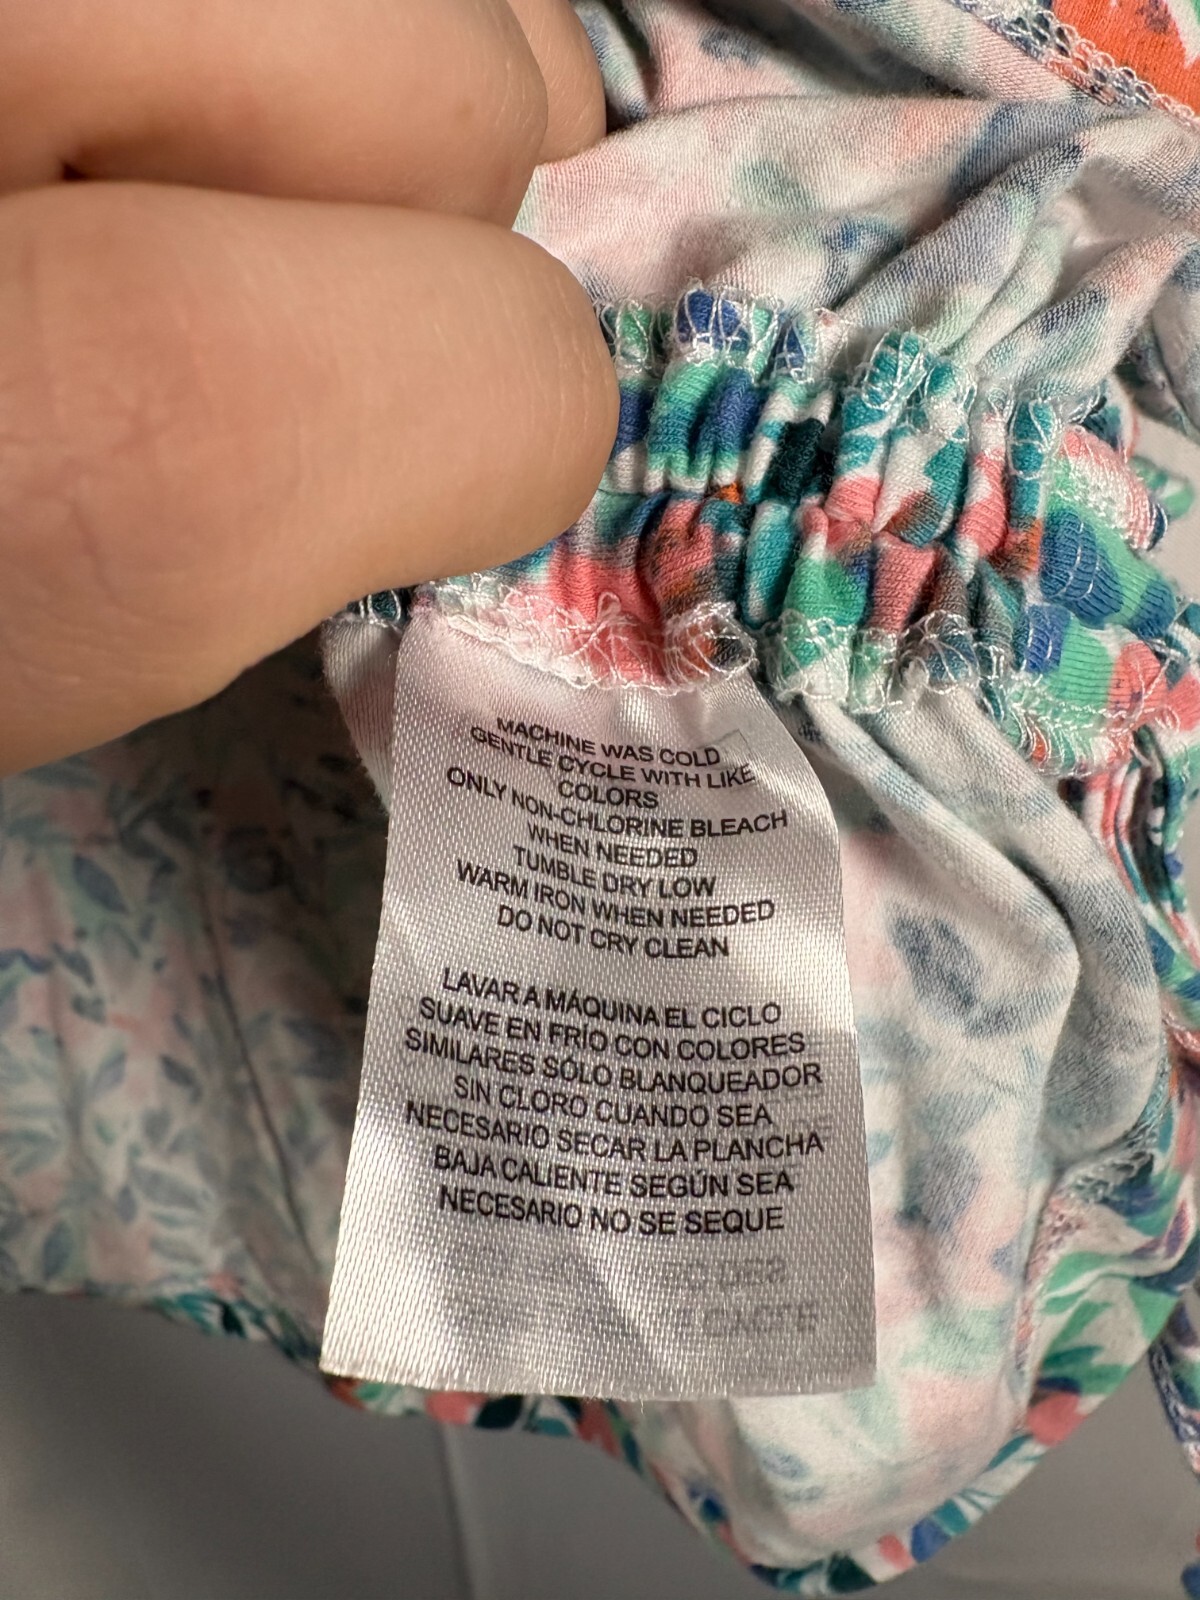 MACHINE WAS COLD
GENTLE CYCLE WITH LIKE
COLORS
ONLY NON-CHLORINE BLEACH
WHEN NEEDED
TUMBLE DRY LOW
WARM IRON WHEN NEEDED
DO NOT CRY CLEAN
LAVAR A MÁQUINA EL CICLO
SUAVE EN FRÍO CON COLORES
SIMILARES SÓLO BLANQUEADOR
SIN CLORO CUANDO SEA
NECESARIO SECAR LA PLANCHA
BAJA CALIENTE SEGÚN SEA
NECESARIO NO SE SEQUE